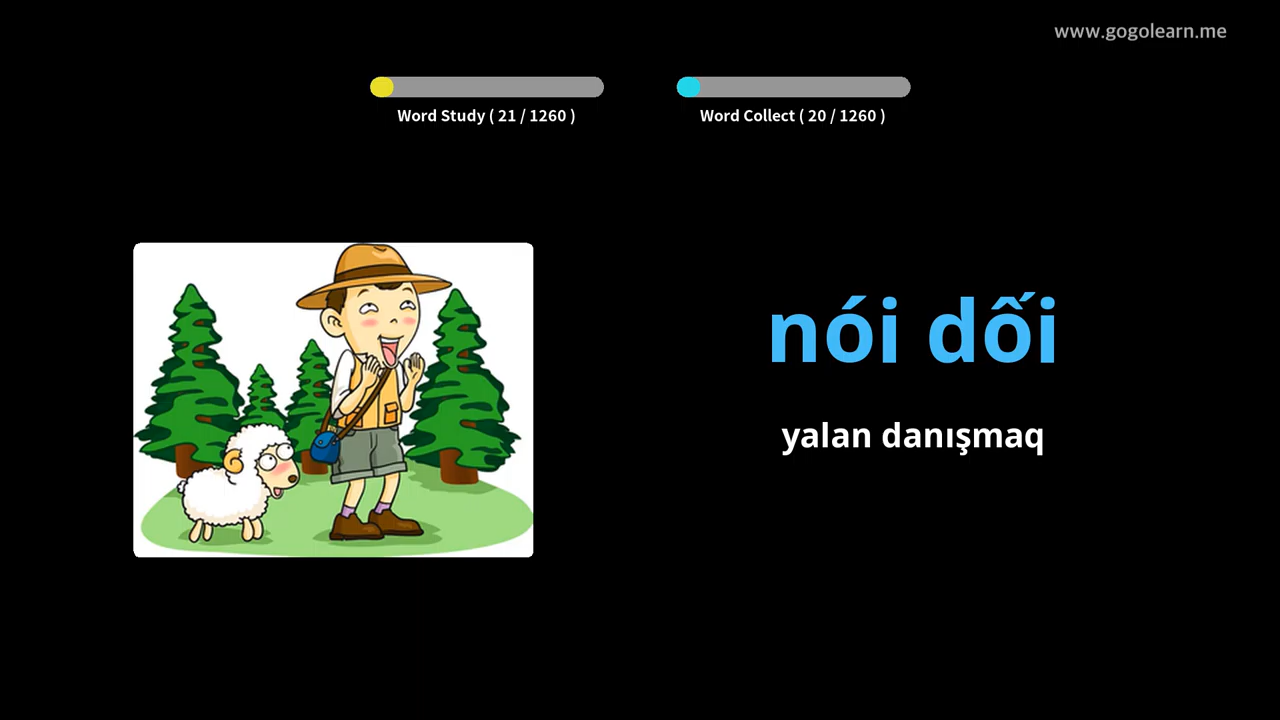 www.gogolearn.me
Word Study ( 21 / 1260 )
Word Collect ( 20 / 1260 )
nói dối
yalan danışmaq